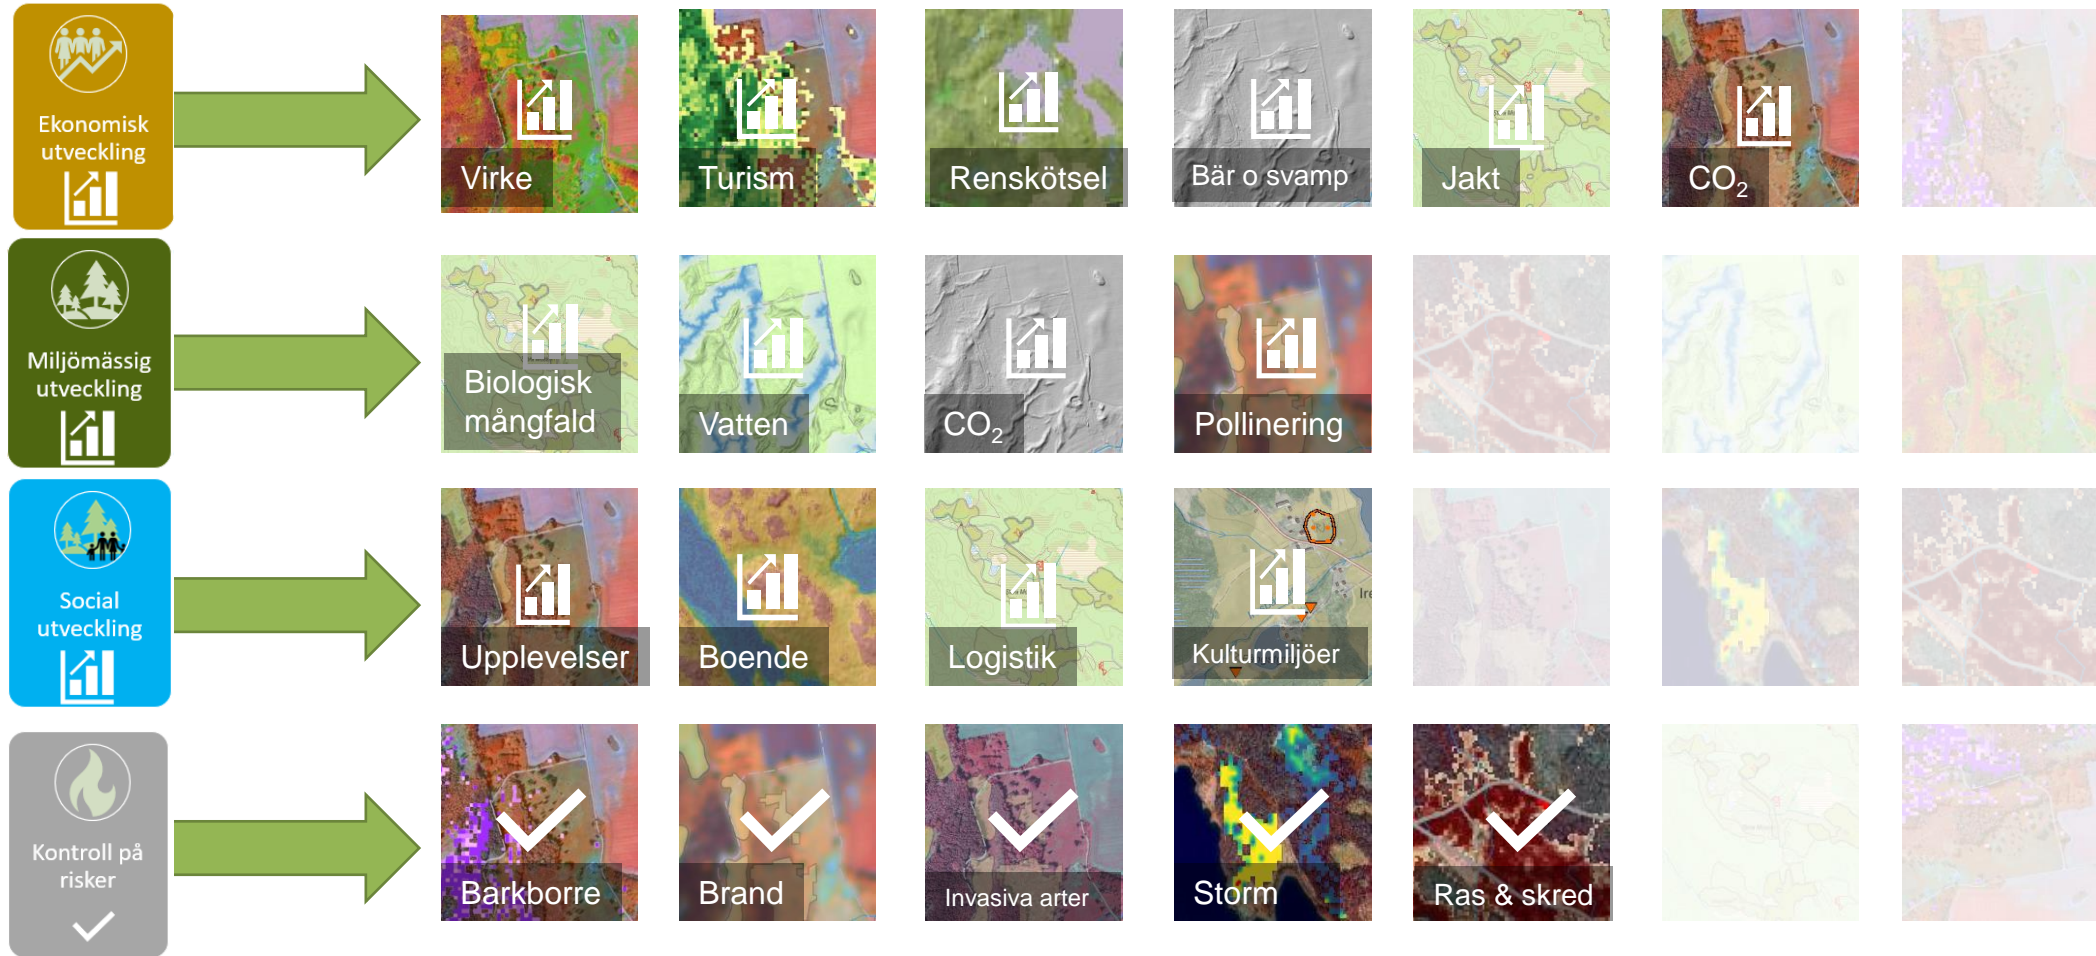 Ekonomisk
utveckling
Virke
Turism
Renskötsel
Bär o svamp
Jakt
CO₂
Miljömässig
utveckling
Biologisk
mångfald
Vatten
CO₂
Pollinering
Social
utveckling
Upplevelser
Boende
Logistik
Kulturmiljöer
Kontroll på
risker
Barkborre
Brand
Invasiva arter
Storm
Ras & skred